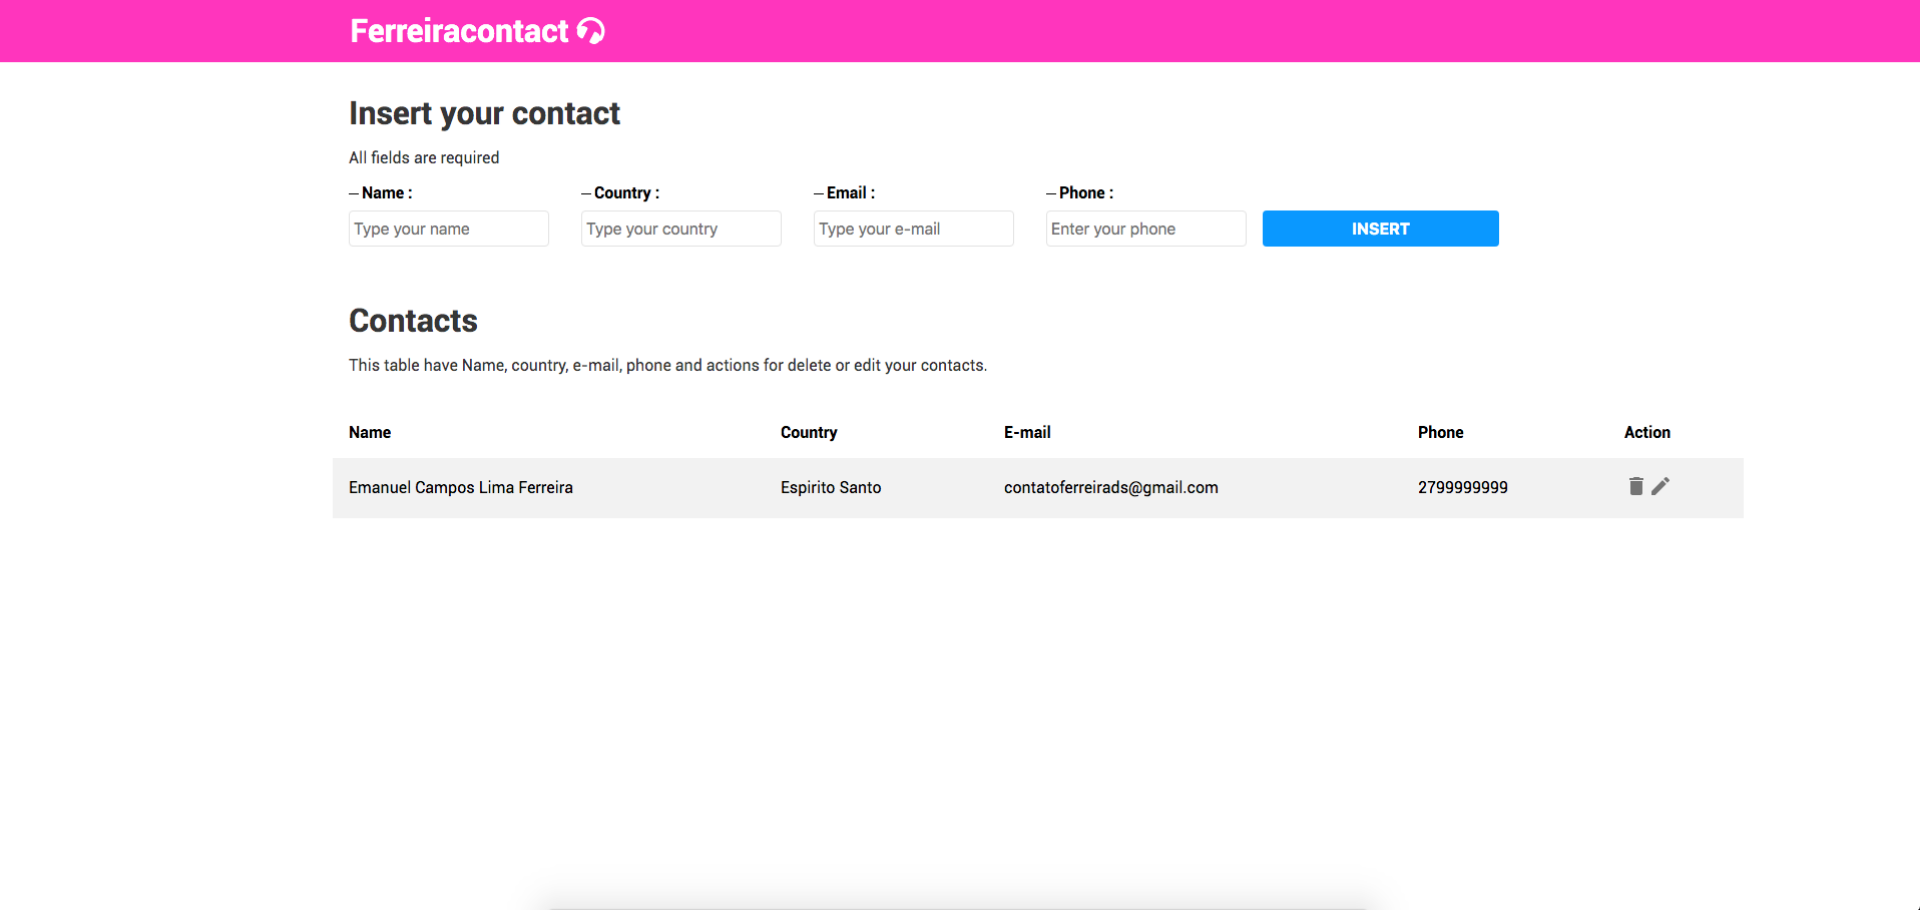 Ferreiracontact
Insert your contact
All fields are required
– Name : – Country : – Email : – Phone :
Type your name Type your country Type your e-mail Enter your phone INSERT
Contacts
This table have Name, country, e-mail, phone and actions for delete or edit your contacts.
Name Country E-mail Phone Action
Emanuel Campos Lima Ferreira Espirito Santo contatoferreirads@gmail.com 2799999999